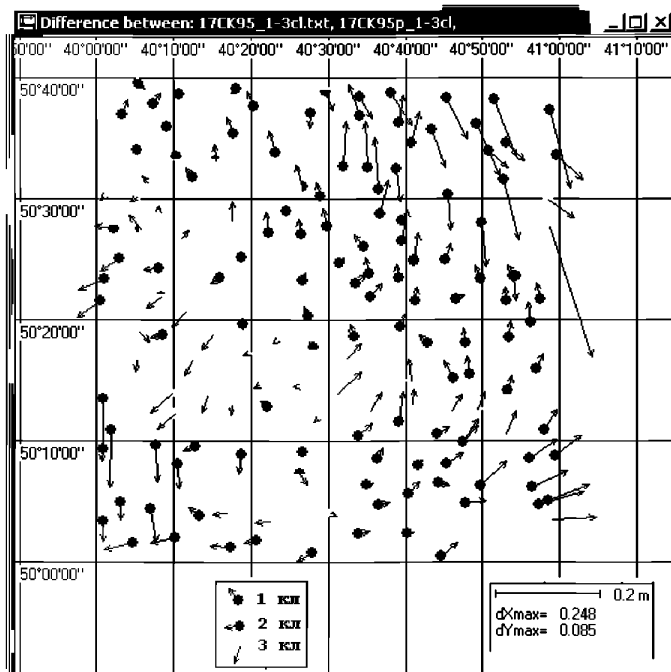 Difference between: 17CK95_1-3cl.txt, 17CK95p_1-3cl,
0'00" 40°00'00" 40°10'00" 40°20'00" 40°30'00" 40°40'00" 40°50'00" 41°00'00" 41°10'00"
50°40'00"
50°30'00"
50°20'00"
50°10'00"
50°00'00"
1 кл
2 кл
3 кл
0.2 m
dXmax= 0.248
dYmax= 0.085